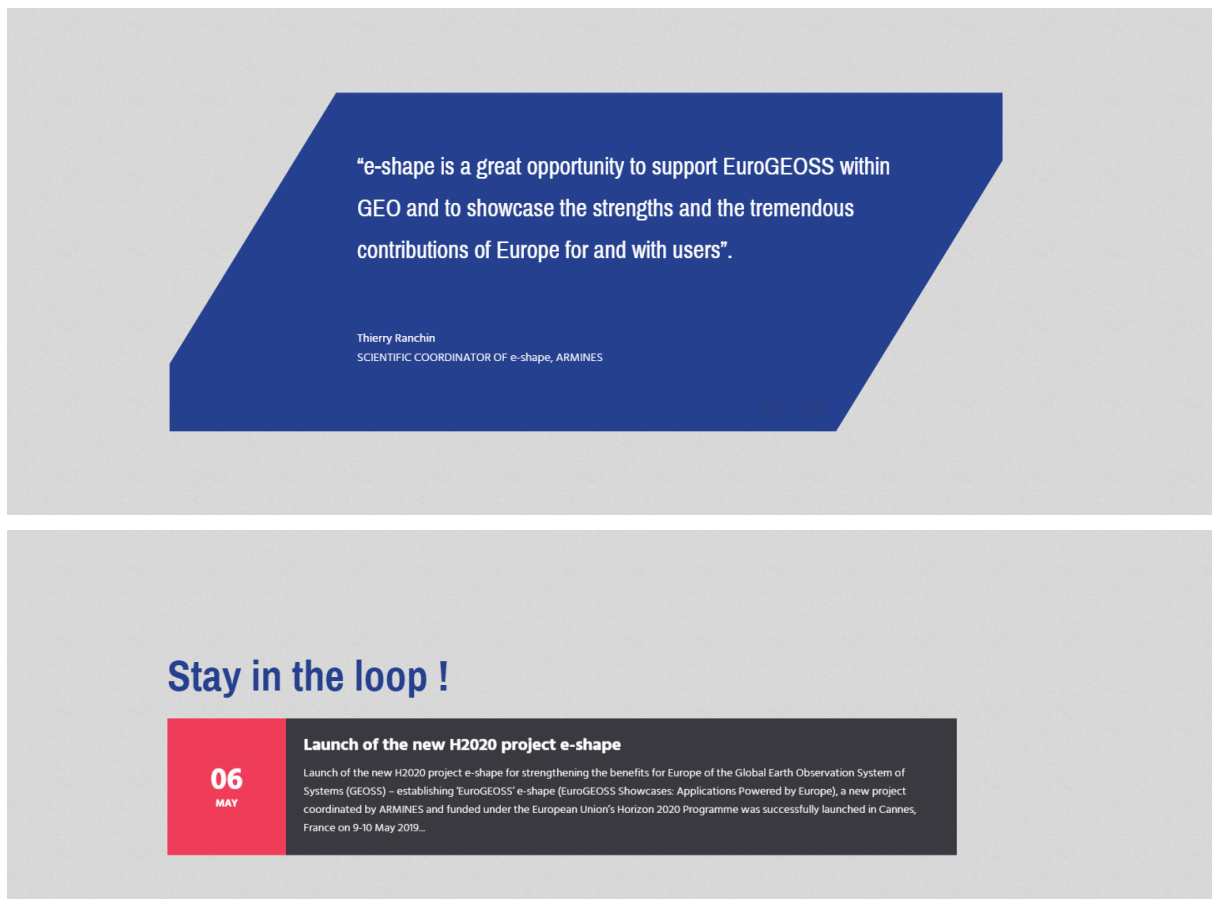 “e-shape is a great opportunity to support EuroGEOSS within
GEO and to showcase the strengths and the tremendous
contributions of Europe for and with users”.
Thierry Ranchin
SCIENTIFIC COORDINATOR OF e-shape, ARMINES
Stay in the loop !
06
MAY
Launch of the new H2020 project e-shape
Launch of the new H2020 project e-shape for strengthening the benefits for Europe of the Global Earth Observation System of
Systems (GEOSS) – establishing ‘EuroGEOSS’ e-shape (EuroGEOSS Showcases: Applications Powered by Europe), a new project
coordinated by ARMINES and funded under the European Union’s Horizon 2020 Programme was successfully launched in Cannes,
France on 9-10 May 2019...